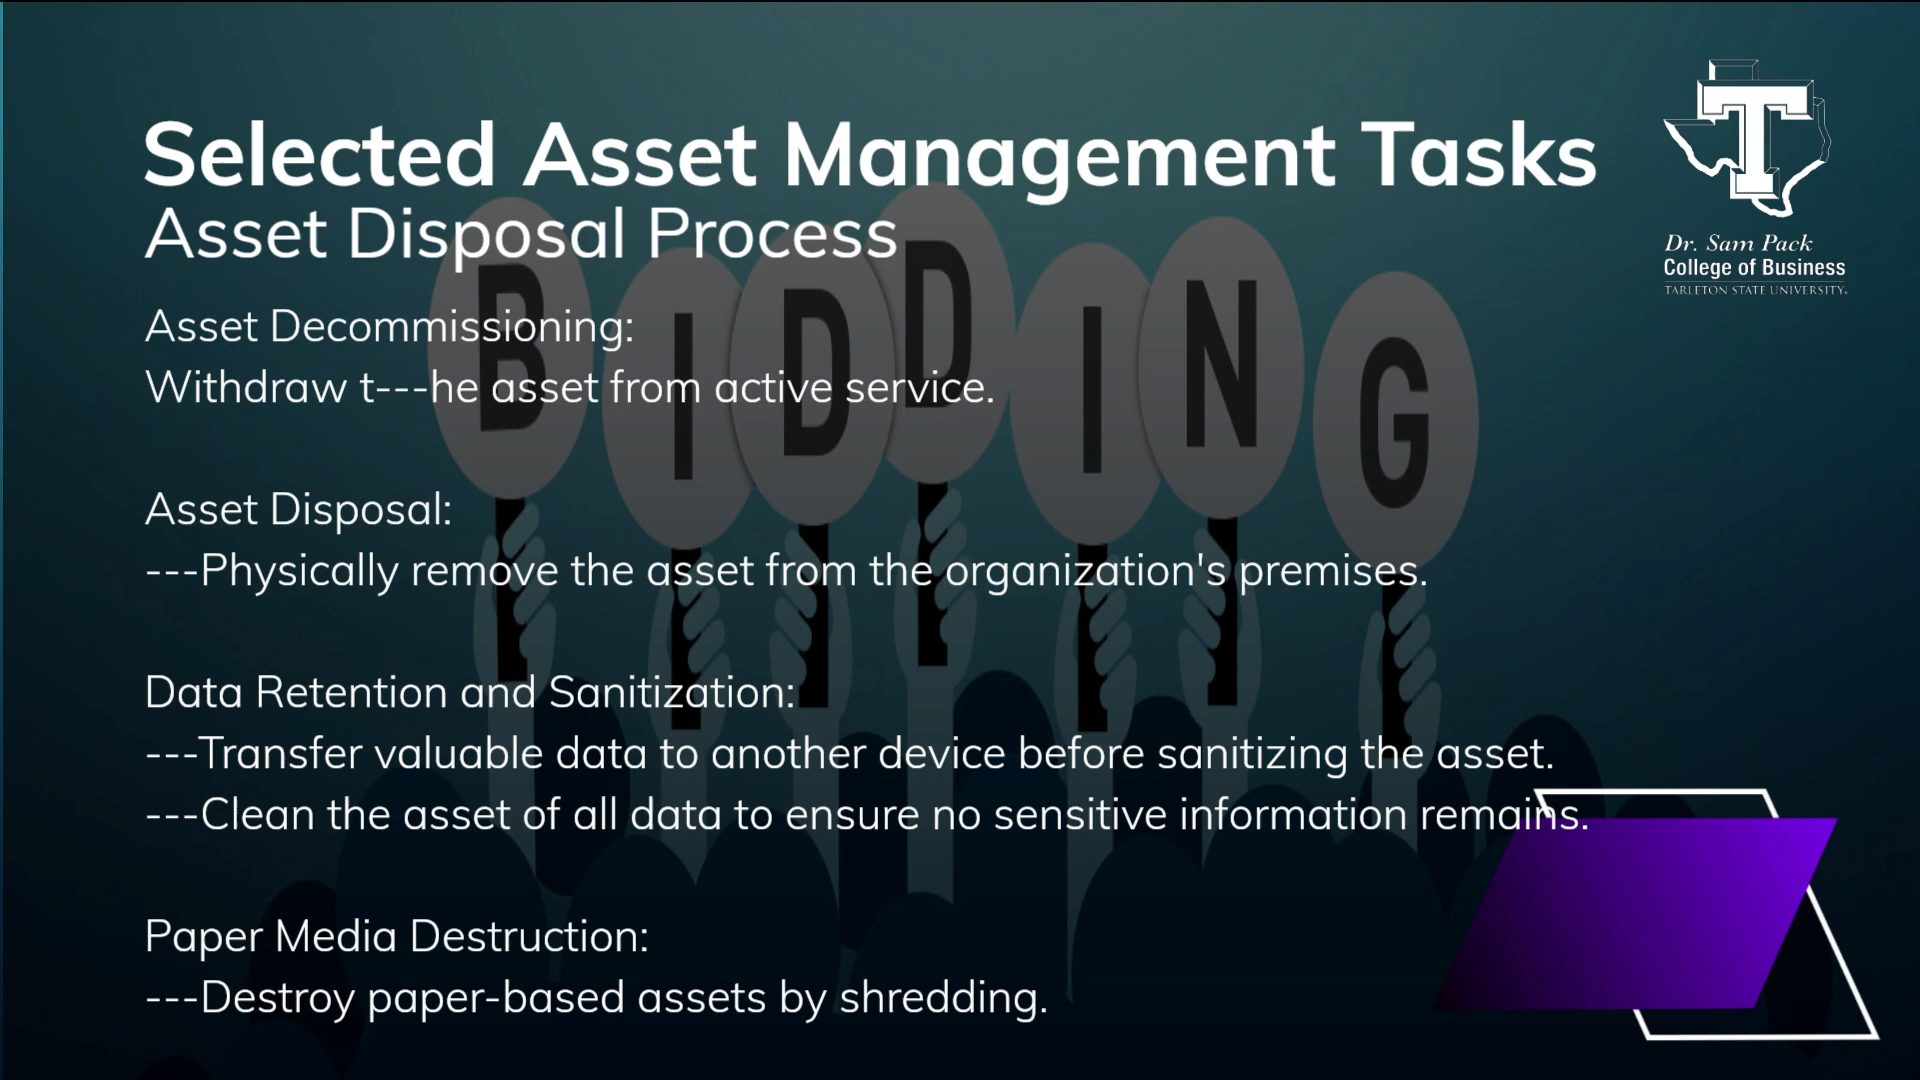 Selected Asset Management Tasks
Asset Disposal Process
Asset Decommissioning:
Withdraw t---he asset from active service.
Asset Disposal:
---Physically remove the asset from the organization's premises.
Data Retention and Sanitization:
---Transfer valuable data to another device before sanitizing the asset.
---Clean the asset of all data to ensure no sensitive information remains.
Paper Media Destruction:
---Destroy paper-based assets by shredding.
BIDDING
T
Dr. Sam Pack
College of Business
TARLETON STATE UNIVERSITY